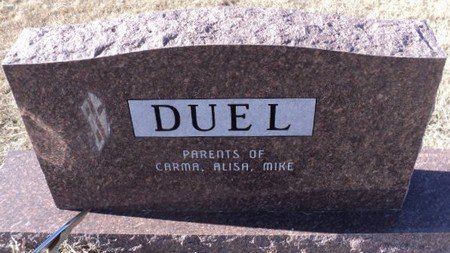 DUEL
PARENTS OF
CARMA, ALISA, MIKE